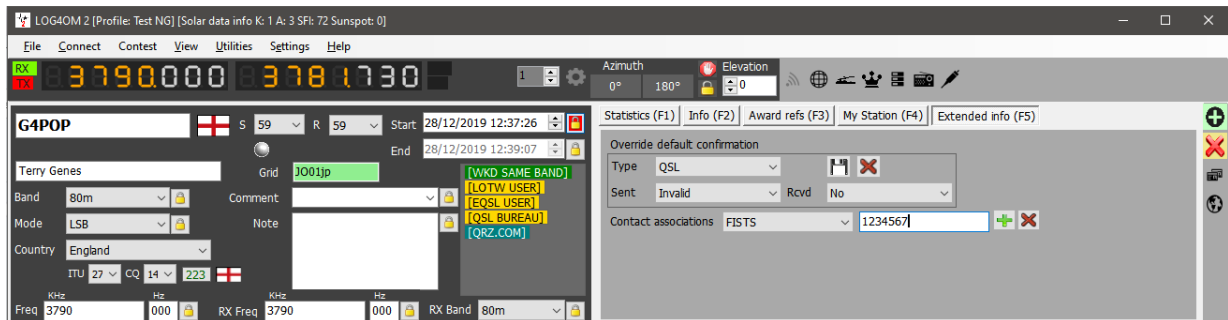 LOG4OM 2 [Profile: Test NG] [Solar data info K: 1 A: 3 SFI: 72 Sunspot: 0]
File Connect Contest View Utilities Settings Help
RX 3790.000 3781.730 1 Azimuth Elevation
TX 0° 180° 0
G4POP S 59 R 59 Start 28/12/2019 12:37:26
End 28/12/2019 12:39:07
Terry Genes Grid JO01jp [WKD SAME BAND]
[LOTW USER]
Band 80m Comment [EQSL USER]
[QSL BUREAU]
Mode LSB Note [QRZ.COM]
Country England
ITU 27 CQ 14 223
KHz Hz KHz Hz
Freq 3790 000 RX Freq 3790 000 RX Band 80m
Statistics (F1) Info (F2) Award refs (F3) My Station (F4) Extended info (F5)
Override default confirmation
Type QSL
Sent Invalid Rcvd No
Contact associations FISTS 1234567